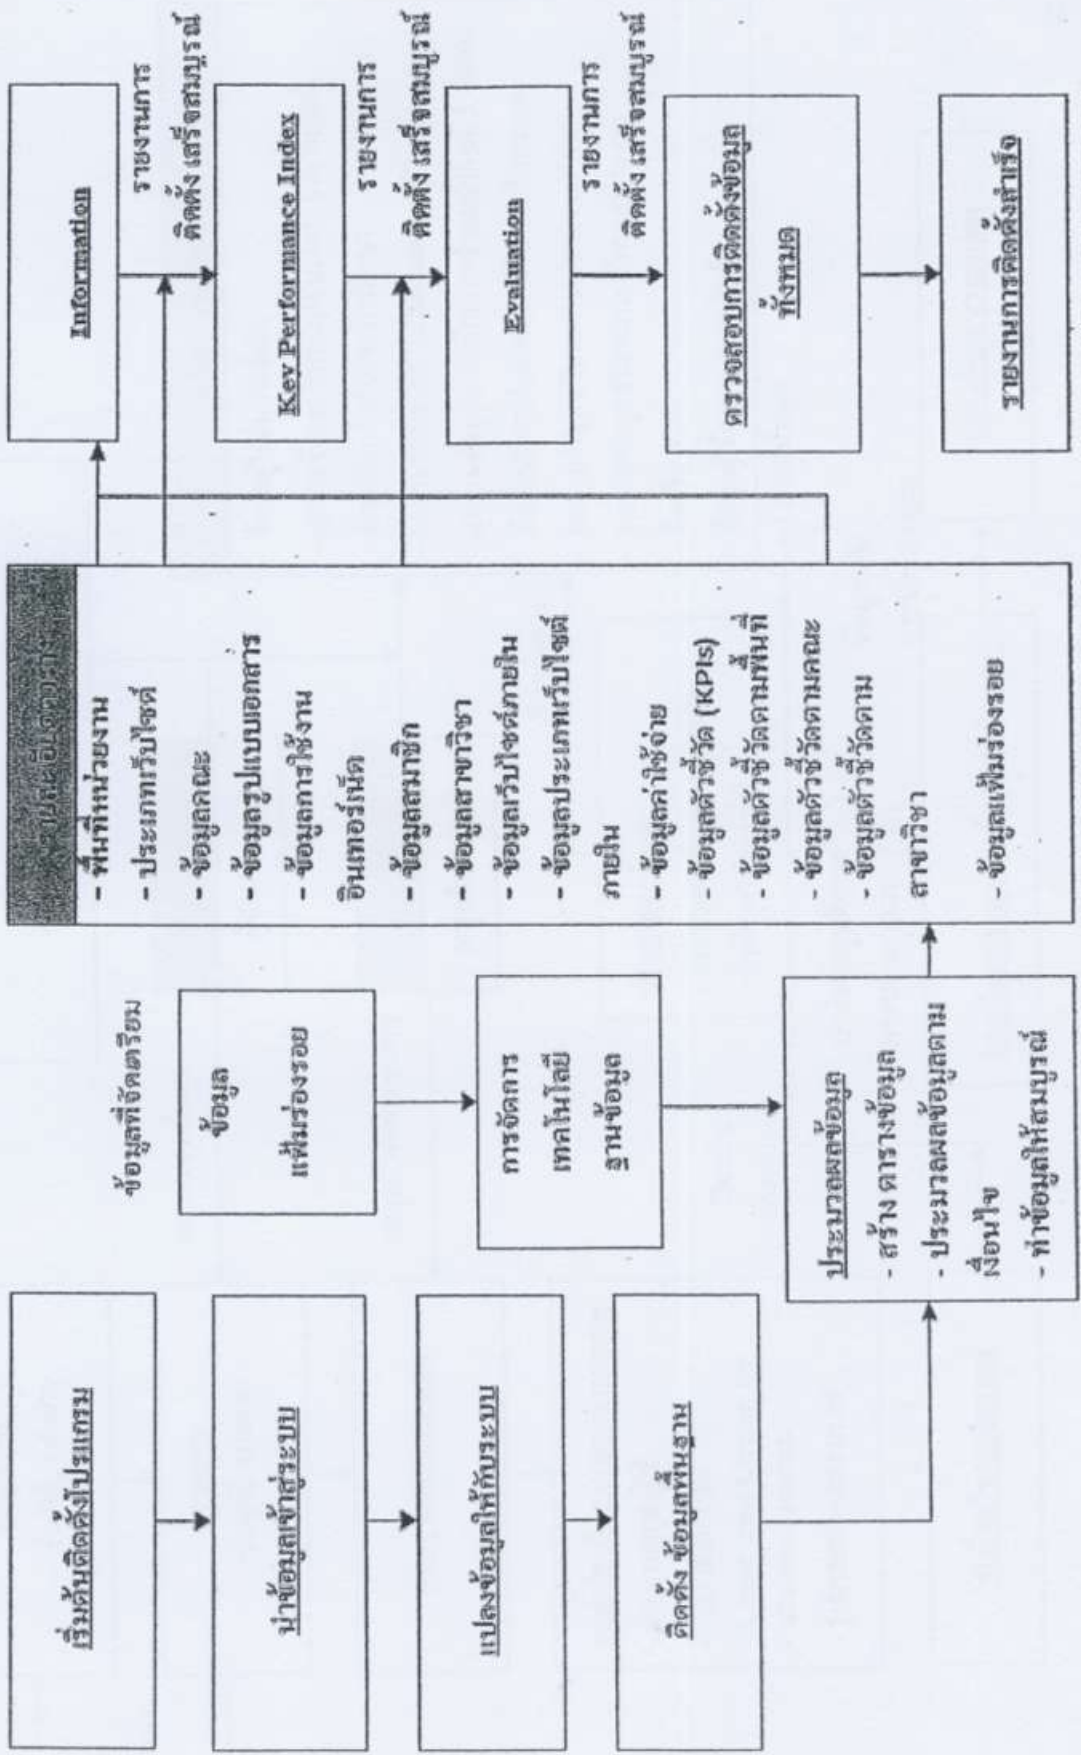 เริ่มต้นติดตั้งโปรแกรม
นำข้อมูลเข้าสู่ระบบ
แปลงข้อมูลให้กับระบบ
ติดตั้ง ข้อมูลพื้นฐาน
ข้อมูลที่จัดเตรียม
ข้อมูล
แฟ้มร่องรอย
การจัดการ
เทคโนโลยี
ฐานข้อมูล
ประมวลผลข้อมูล
- สร้าง ตารางข้อมูล
- ประมวลผลข้อมูลตาม
เงื่อนไข
- ทำข้อมูลให้สมบูรณ์
- พื้นที่หน่วยงาน
- ประเภทเว็บไซต์
- ข้อมูลคณะ
- ข้อมูลรูปแบบเอกสาร
- ข้อมูลการใช้งาน
อินเทอร์เน็ต
- ข้อมูลสมาชิก
- ข้อมูลสาขาวิชา
- ข้อมูลเว็บไซต์ภายใน
- ข้อมูลประเภทเว็บไซต์
ภายใน
- ข้อมูลค่าใช้จ่าย
- ข้อมูลตัวชี้วัด (KPIs)
- ข้อมูลตัวชี้วัดตามพื้นที่
- ข้อมูลตัวชี้วัดตามคณะ
- ข้อมูลตัวชี้วัดตาม
สาขาวิชา
- ข้อมูลแฟ้มร่องรอย
Information
รายงานการ
ติดตั้ง เสร็จสมบูรณ์
Key Performance Index
รายงานการ
ติดตั้ง เสร็จสมบูรณ์
Evaluation
รายงานการ
ติดตั้ง เสร็จสมบูรณ์
ตรวจสอบการติดตั้งข้อมูล
ทั้งหมด
รายงานการติดตั้งสำเร็จ